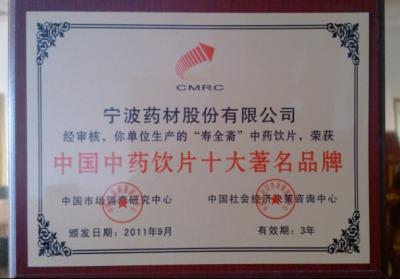 CMRC
宁波药材股份有限公司
经审核，你单位生产的“寿全斋”中药饮片，荣获
中国中药饮片十大著名品牌
中国市场调查研究中心 中国社会经济决策咨询中心
颁发日期：2011年9月 有效期：3年